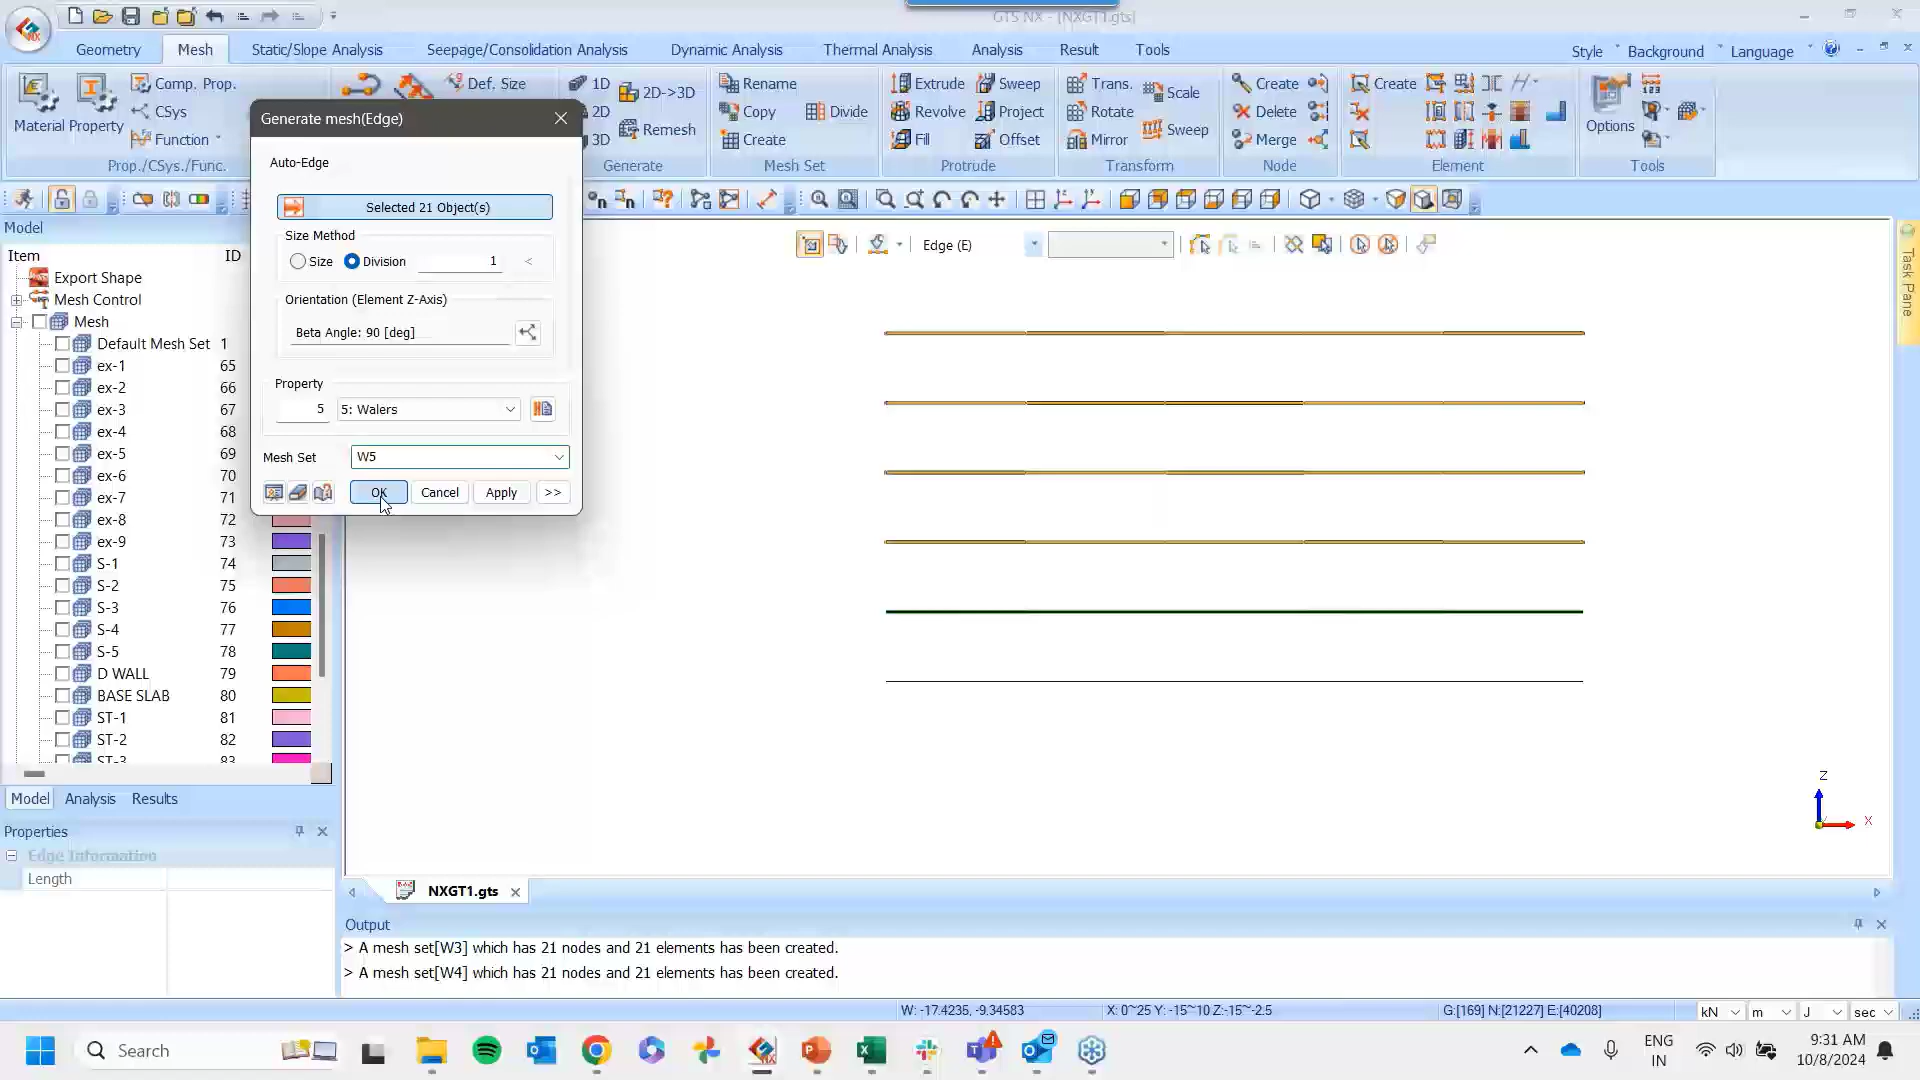 GTS NX - [NXGT1.gts]
Geometry
Mesh
Static/Slope Analysis
Seepage/Consolidation Analysis
Dynamic Analysis
Thermal Analysis
Analysis
Result
Tools
Style
Background
Language
Material
Property
Comp. Prop.
CSys
Function
Prop./CSys./Func.
Def. Size
1D
2D
3D
2D->3D
Remesh
Generate
Rename
Copy
Create
Divide
Mesh Set
Extrude
Revolve
Fill
Sweep
Project
Offset
Protrude
Trans.
Rotate
Mirror
Scale
Sweep
Transform
Create
Delete
Merge
Node
Create
Element
Options
Tools
Generate mesh(Edge)
Auto-Edge
Selected 21 Object(s)
Size Method
Size
Division
1
<
Orientation (Element Z-Axis)
Beta Angle: 90 [deg]
Property
5
5: Walers
Mesh Set
W5
OK
Cancel
Apply
>>
Edge (E)
Task Pane
Model
Item ID
Export Shape
Mesh Control
Mesh
Default Mesh Set 1
ex-1 65
ex-2 66
ex-3 67
ex-4 68
ex-5 69
ex-6 70
ex-7 71
ex-8 72
ex-9 73
S-1 74
S-2 75
S-3 76
S-4 77
S-5 78
D WALL 79
BASE SLAB 80
ST-1 81
ST-2 82
ST-3 83
Model
Analysis
Results
Properties
Edge Information
Length
Z
X
NXGT1.gts
Output
> A mesh set[W3] which has 21 nodes and 21 elements has been created.
> A mesh set[W4] which has 21 nodes and 21 elements has been created.
W: -17.4235, -9.34583
X: 0~25 Y: -15~10 Z:-15~-2.5
G:[169] N:[21227] E:[40208]
kN
m
J
sec
Search
ENG
IN
9:31 AM
10/8/2024